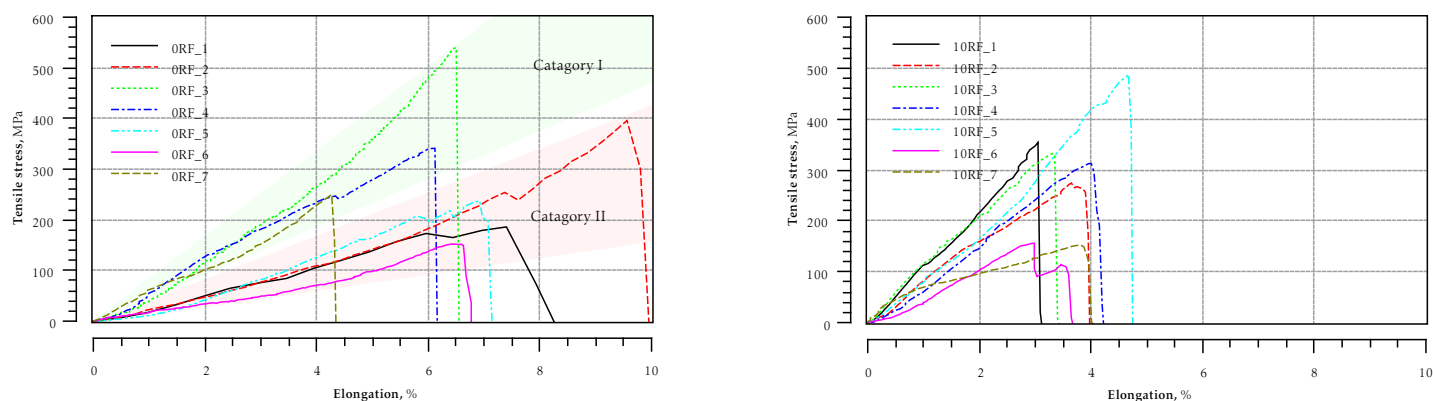 600
500
400
300
200
100
0
Tensile stress, MPa
0RF_1
0RF_2
0RF_3
0RF_4
0RF_5
0RF_6
0RF_7
Catagory I
Catagory II
0 2 4 6 8 10
Elongation, %
600
500
400
300
200
100
0
Tensile stress, MPa
10RF_1
10RF_2
10RF_3
10RF_4
10RF_5
10RF_6
10RF_7
0 2 4 6 8 10
Elongation, %